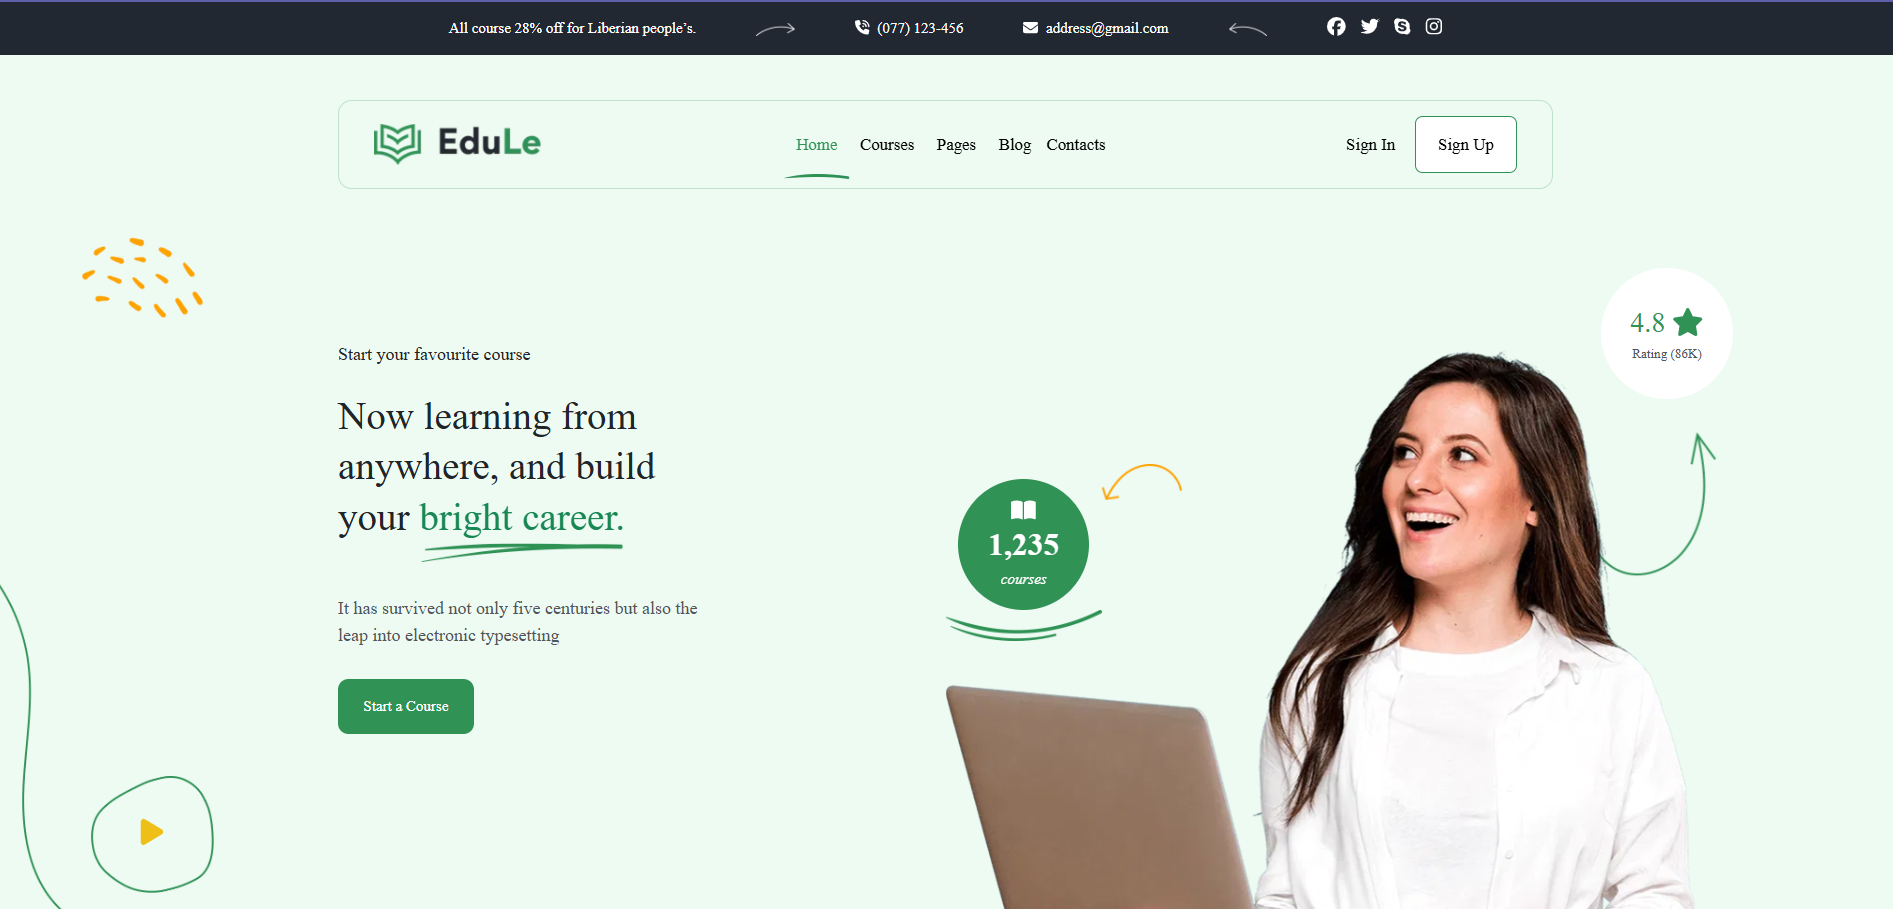 All course 28% off for Liberian people’s.
(077) 123-456
address@gmail.com
EduLe
Home
Courses
Pages
Blog
Contacts
Sign In
Sign Up
4.8
Rating (86K)
Start your favourite course
Now learning from
anywhere, and build
your bright career.
1,235
courses
It has survived not only five centuries but also the
leap into electronic typesetting
Start a Course